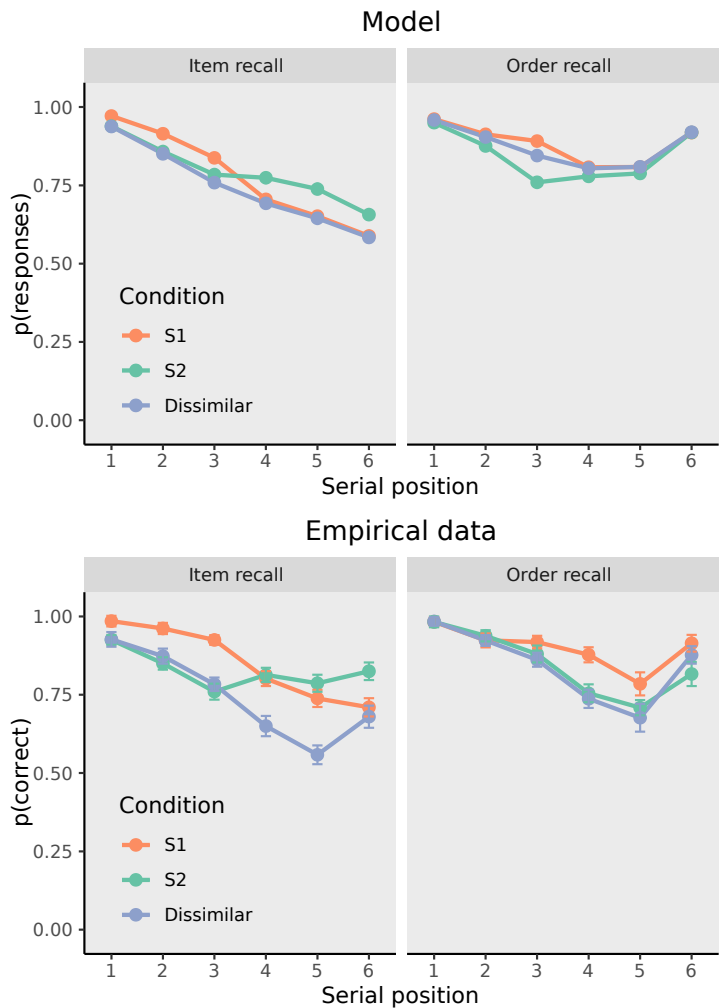 Model
Item recall
Order recall
p(responses)
1.00
0.75
0.50
0.25
0.00
Condition
S1
S2
Dissimilar
1 2 3 4 5 6
1 2 3 4 5 6
Serial position
Empirical data
Item recall
Order recall
p(correct)
1.00
0.75
0.50
0.25
0.00
Condition
S1
S2
Dissimilar
1 2 3 4 5 6
1 2 3 4 5 6
Serial position